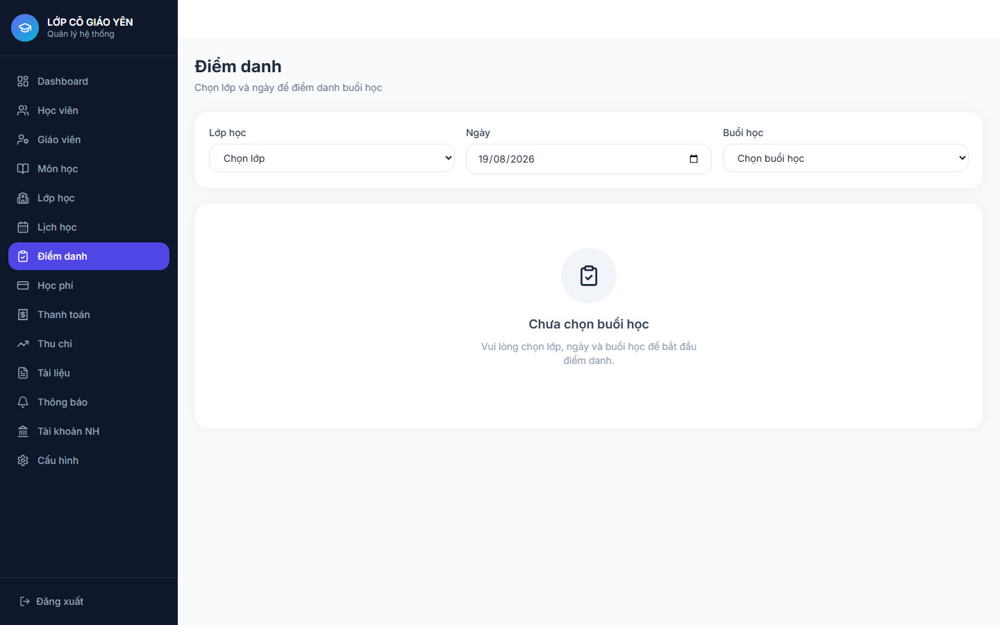 LỚP CÔ GIÁO YÊN
Quản lý hệ thống
Dashboard
Học viên
Giáo viên
Môn học
Lớp học
Lịch học
Điểm danh
Học phí
Thanh toán
Thu chi
Tài liệu
Thông báo
Tài khoản NH
Cấu hình
Đăng xuất
Điểm danh
Chọn lớp và ngày để điểm danh buổi học
Lớp học
Chọn lớp
Ngày
19/08/2026
Buổi học
Chọn buổi học
Chưa chọn buổi học
Vui lòng chọn lớp, ngày và buổi học để bắt đầu
điểm danh.